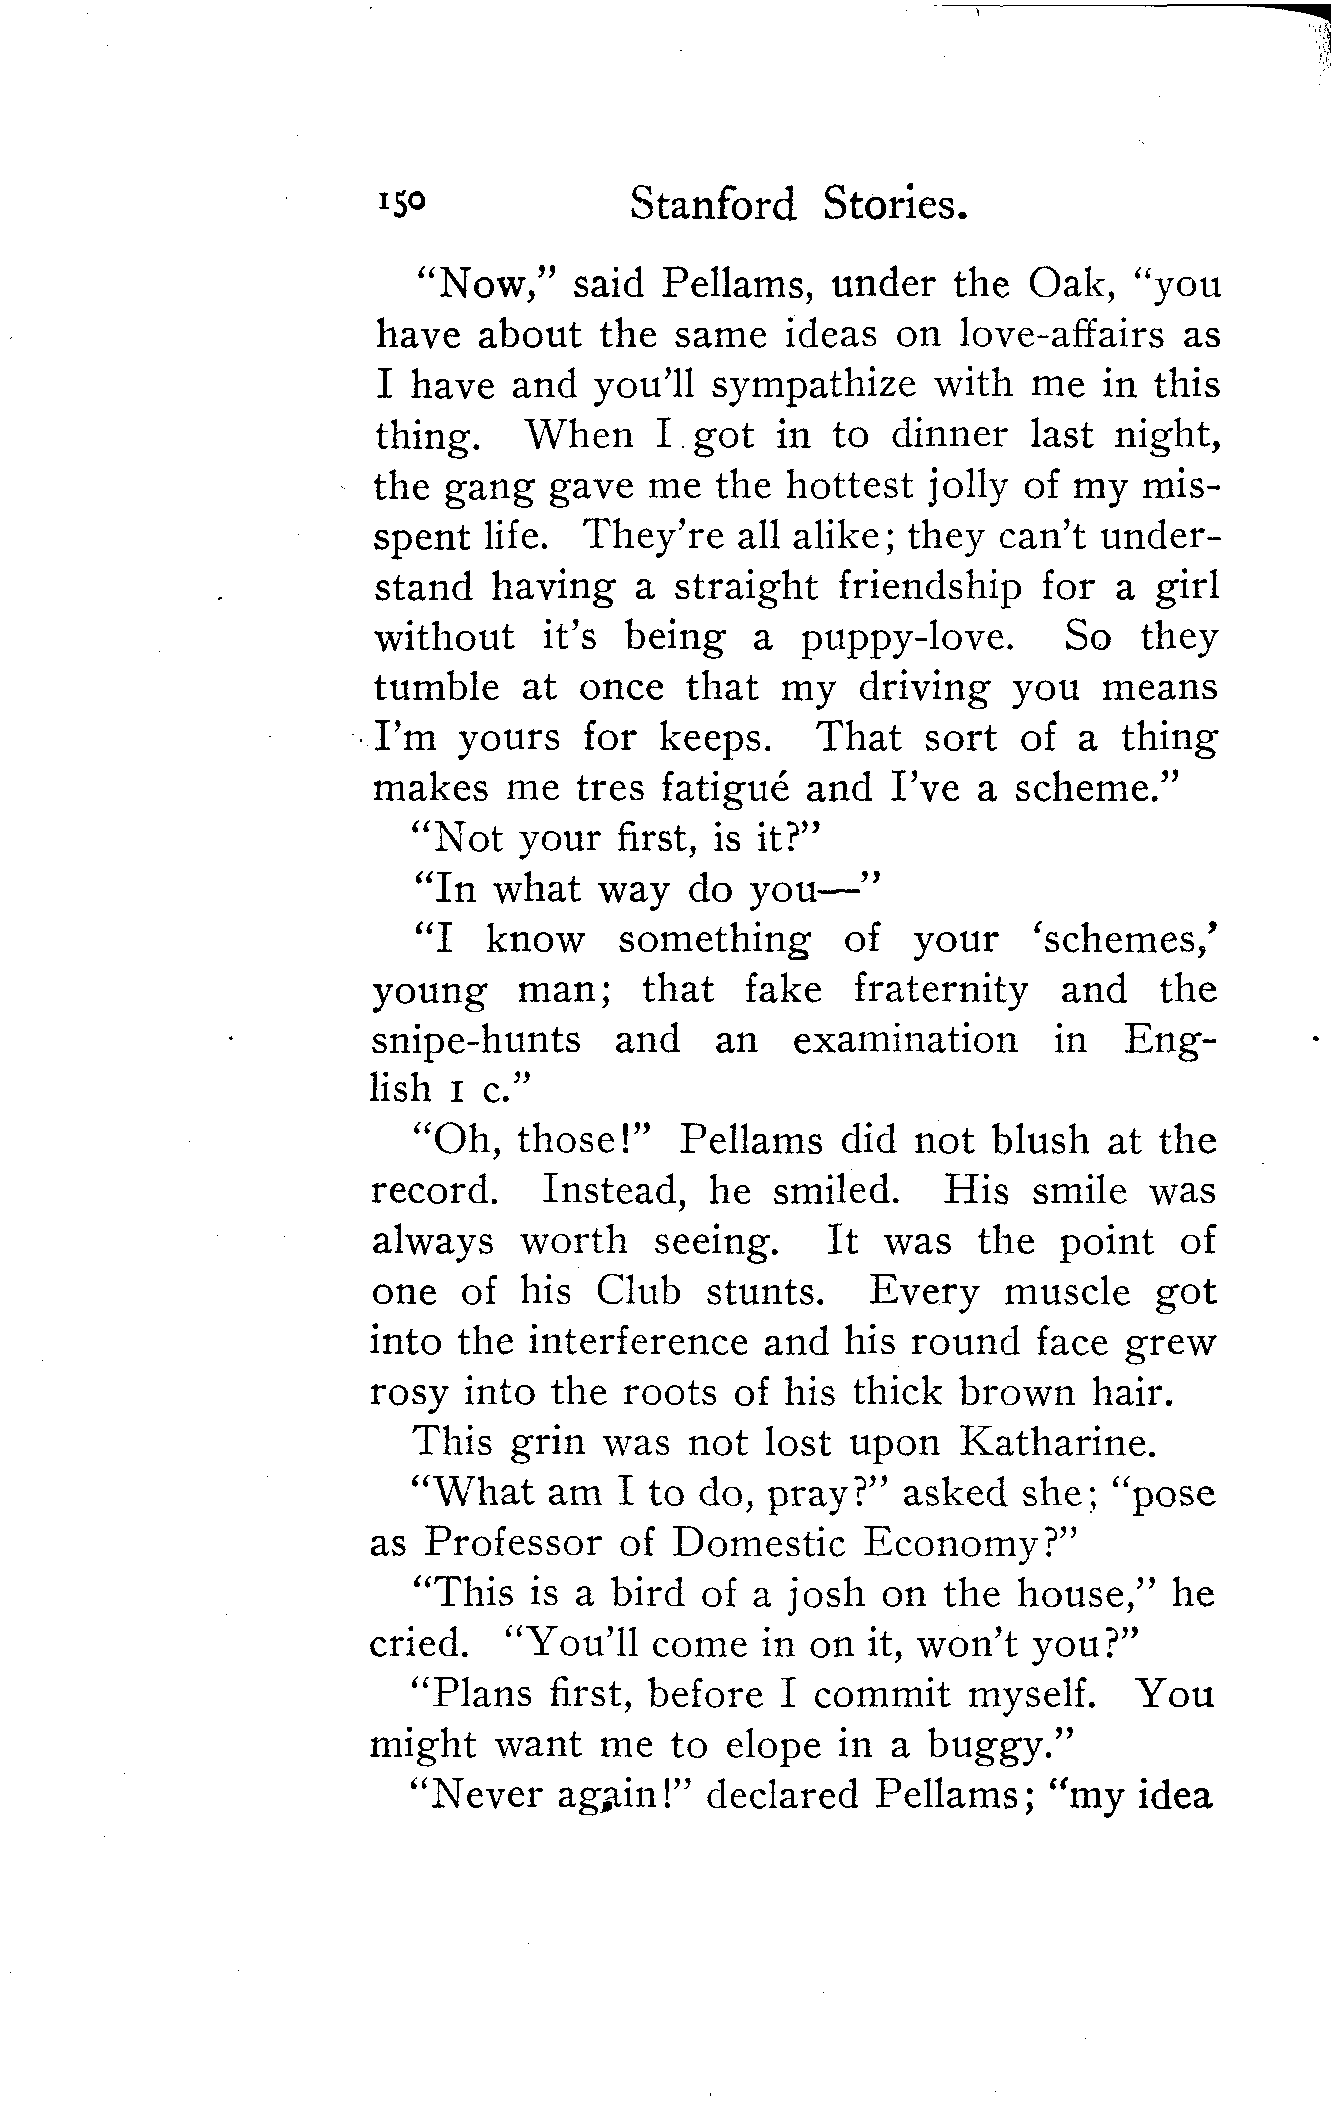 150 Stanford Stories.
"Now," said Pellams, under the Oak, "you
have about the same ideas on love-affairs as
I have and you'll sympathize with me in this
thing. When I got in to dinner last night,
the gang gave me the hottest jolly of my mis-
spent life. They're all alike; they can't under-
stand having a straight friendship for a girl
without it's being a puppy-love. So they
tumble at once that my driving you means
I'm yours for keeps. That sort of a thing
makes me tres fatigué and I've a scheme."
"Not your first, is it?"
"In what way do you—"
"I know something of your 'schemes,'
young man; that fake fraternity and the
snipe-hunts and an examination in Eng-
lish 1 c."
"Oh, those!" Pellams did not blush at the
record. Instead, he smiled. His smile was
always worth seeing. It was the point of
one of his Club stunts. Every muscle got
into the interference and his round face grew
rosy into the roots of his thick brown hair.
This grin was not lost upon Katharine.
"What am I to do, pray?" asked she; "pose
as Professor of Domestic Economy?"
"This is a bird of a josh on the house," he
cried. "You'll come in on it, won't you?"
"Plans first, before I commit myself. You
might want me to elope in a buggy."
"Never again!" declared Pellams; "my idea